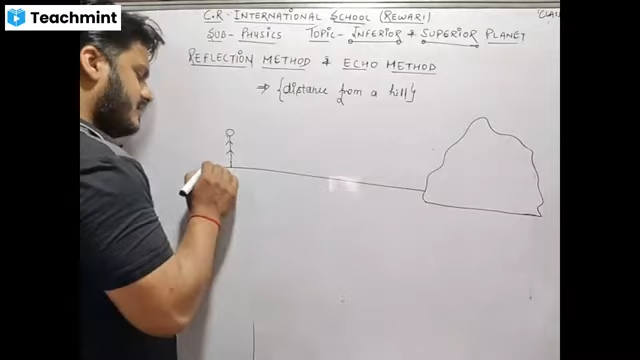 Teachmint
C.R. INTERNATIONAL SCHOOL (REWARI)
SUB- PHYSICS TOPIC- INFERIOR & SUPERIOR PLANET
REFLECTION METHOD & ECHO METHOD
⇒ {distance from a hill}